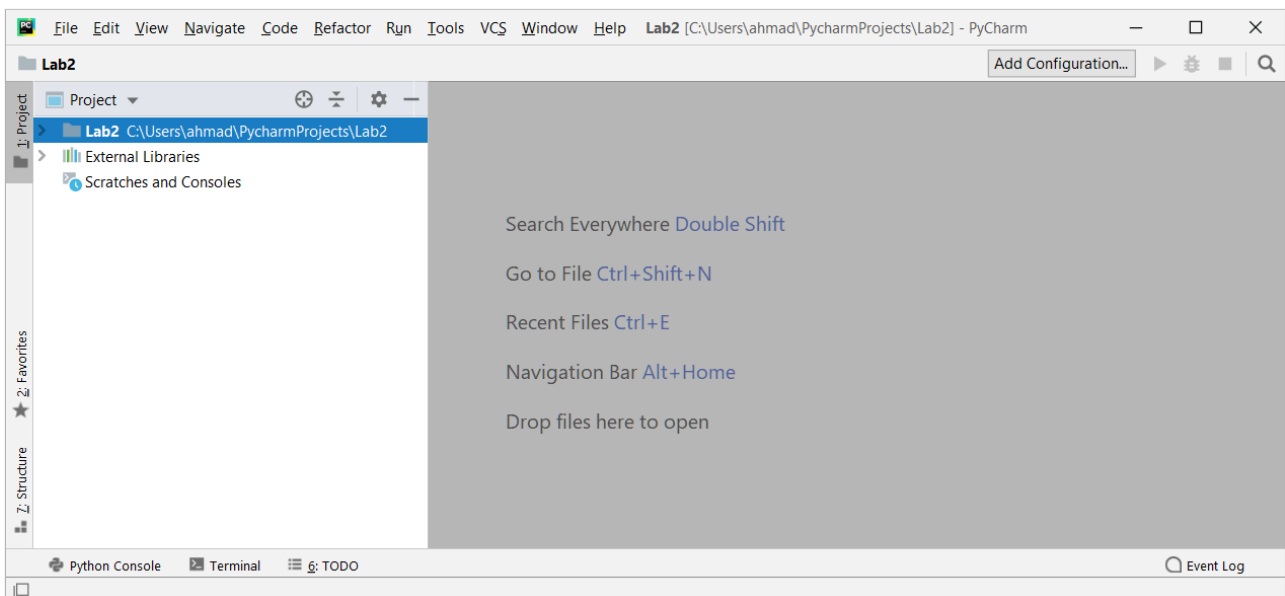 PC File Edit View Navigate Code Refactor Run Tools VCS Window Help Lab2 [C:\Users\ahmad\PycharmProjects\Lab2] - PyCharm
Lab2 Add Configuration...
1: Project
Project
Lab2 C:\Users\ahmad\PycharmProjects\Lab2
External Libraries
Scratches and Consoles
Search Everywhere Double Shift
Go to File Ctrl+Shift+N
Recent Files Ctrl+E
Navigation Bar Alt+Home
Drop files here to open
2: Favorites
7: Structure
Python Console Terminal 6: TODO Event Log